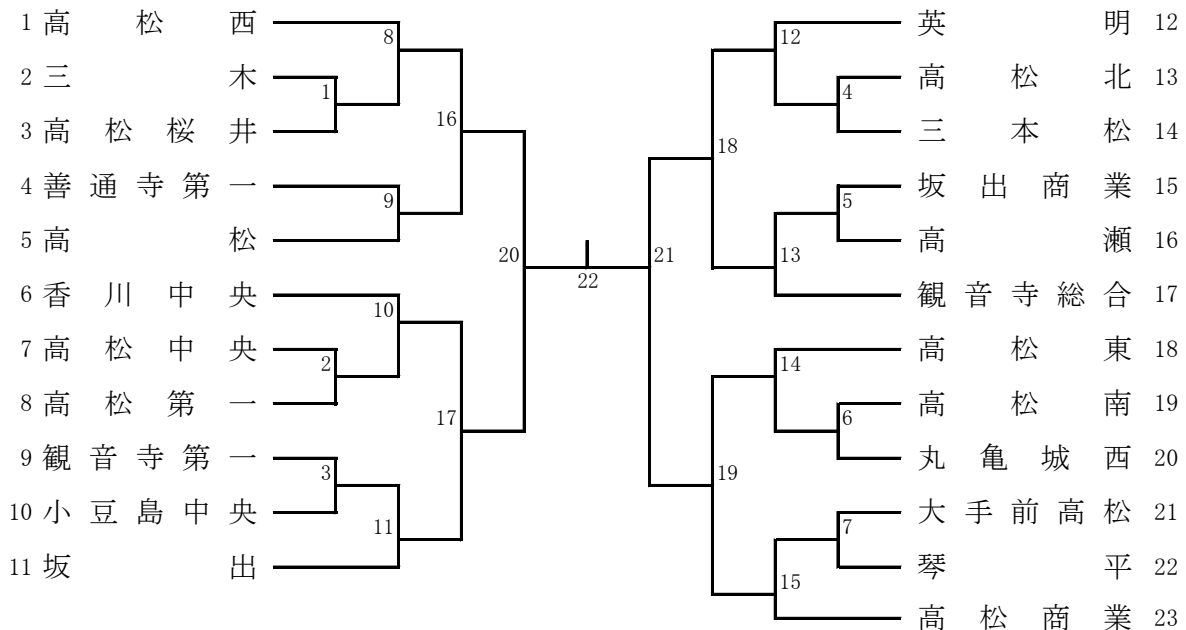 1 高松西
8
2 三木
1
3 高松桜井
16
4 善通寺第一
9
5 高松
20
6 香川中央
10
7 高松中央
2
8 高松第一
17
9 観音寺第一
3
10 小豆島中央
11
11 坂出
22
英明 12
12
高松北 13
4
三本松 14
18
坂出商業 15
5
高瀬 16
13
観音寺総合 17
21
高松東 18
14
高松南 19
6
丸亀城西 20
19
大手前高松 21
7
琴平 22
15
高松商業 23